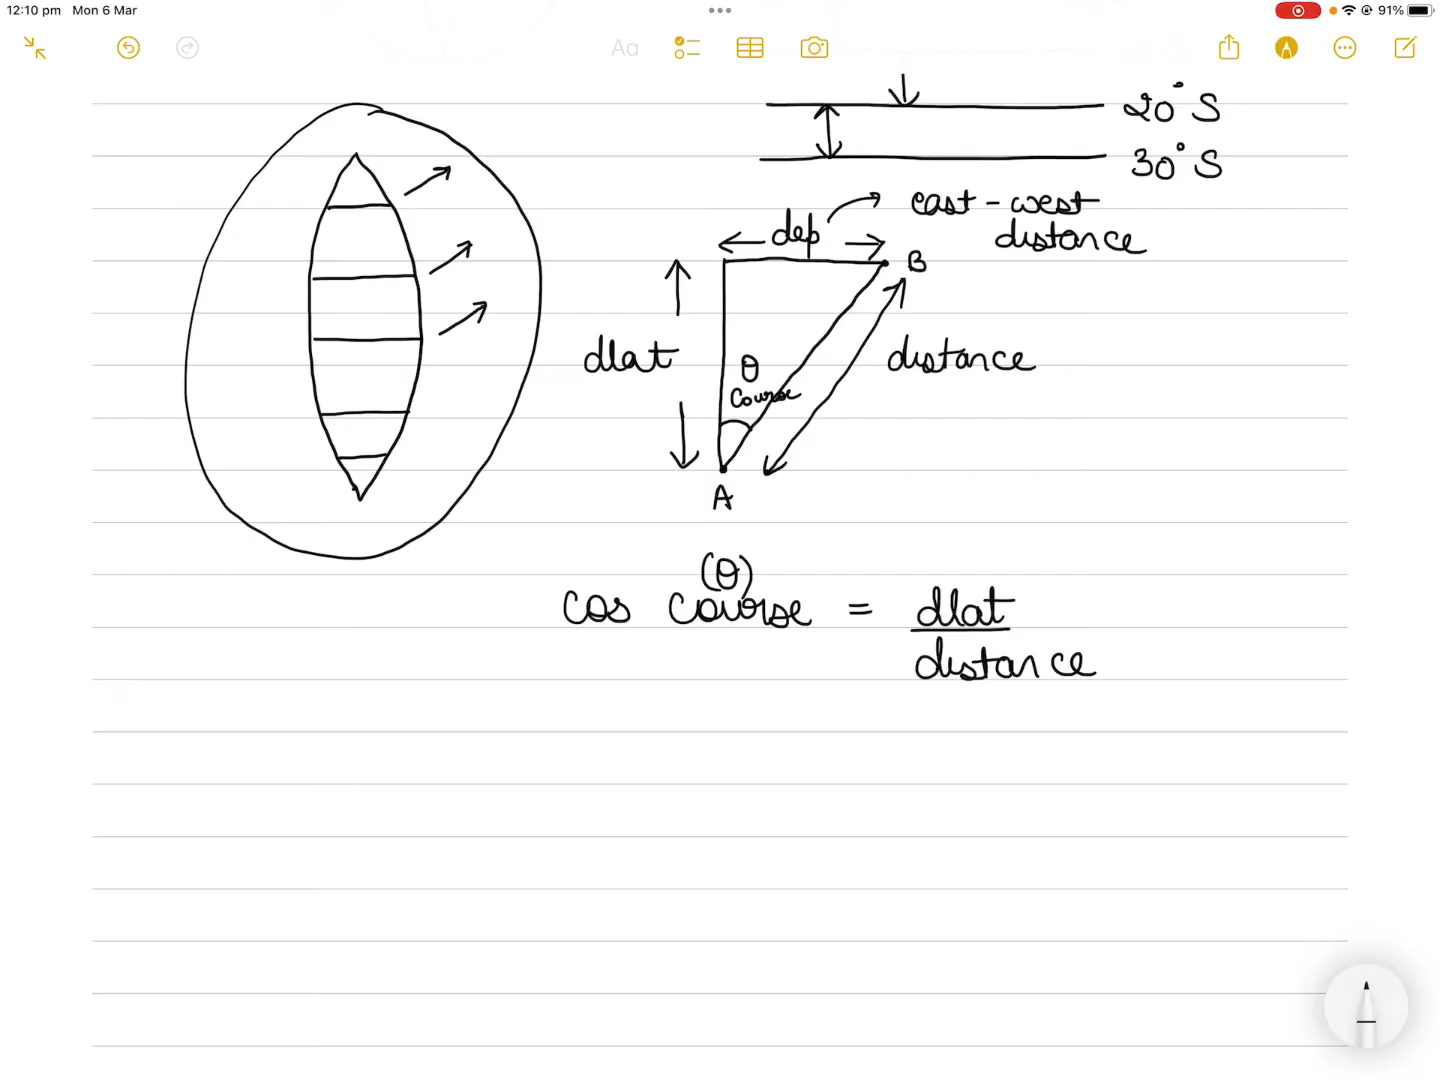 12:10 pm Mon 6 Mar
91%
Aa
20° S
30° S
east - west
distance
dep
B
dlat
distance
θ
Course
A
(θ)
cos course = dlat
distance